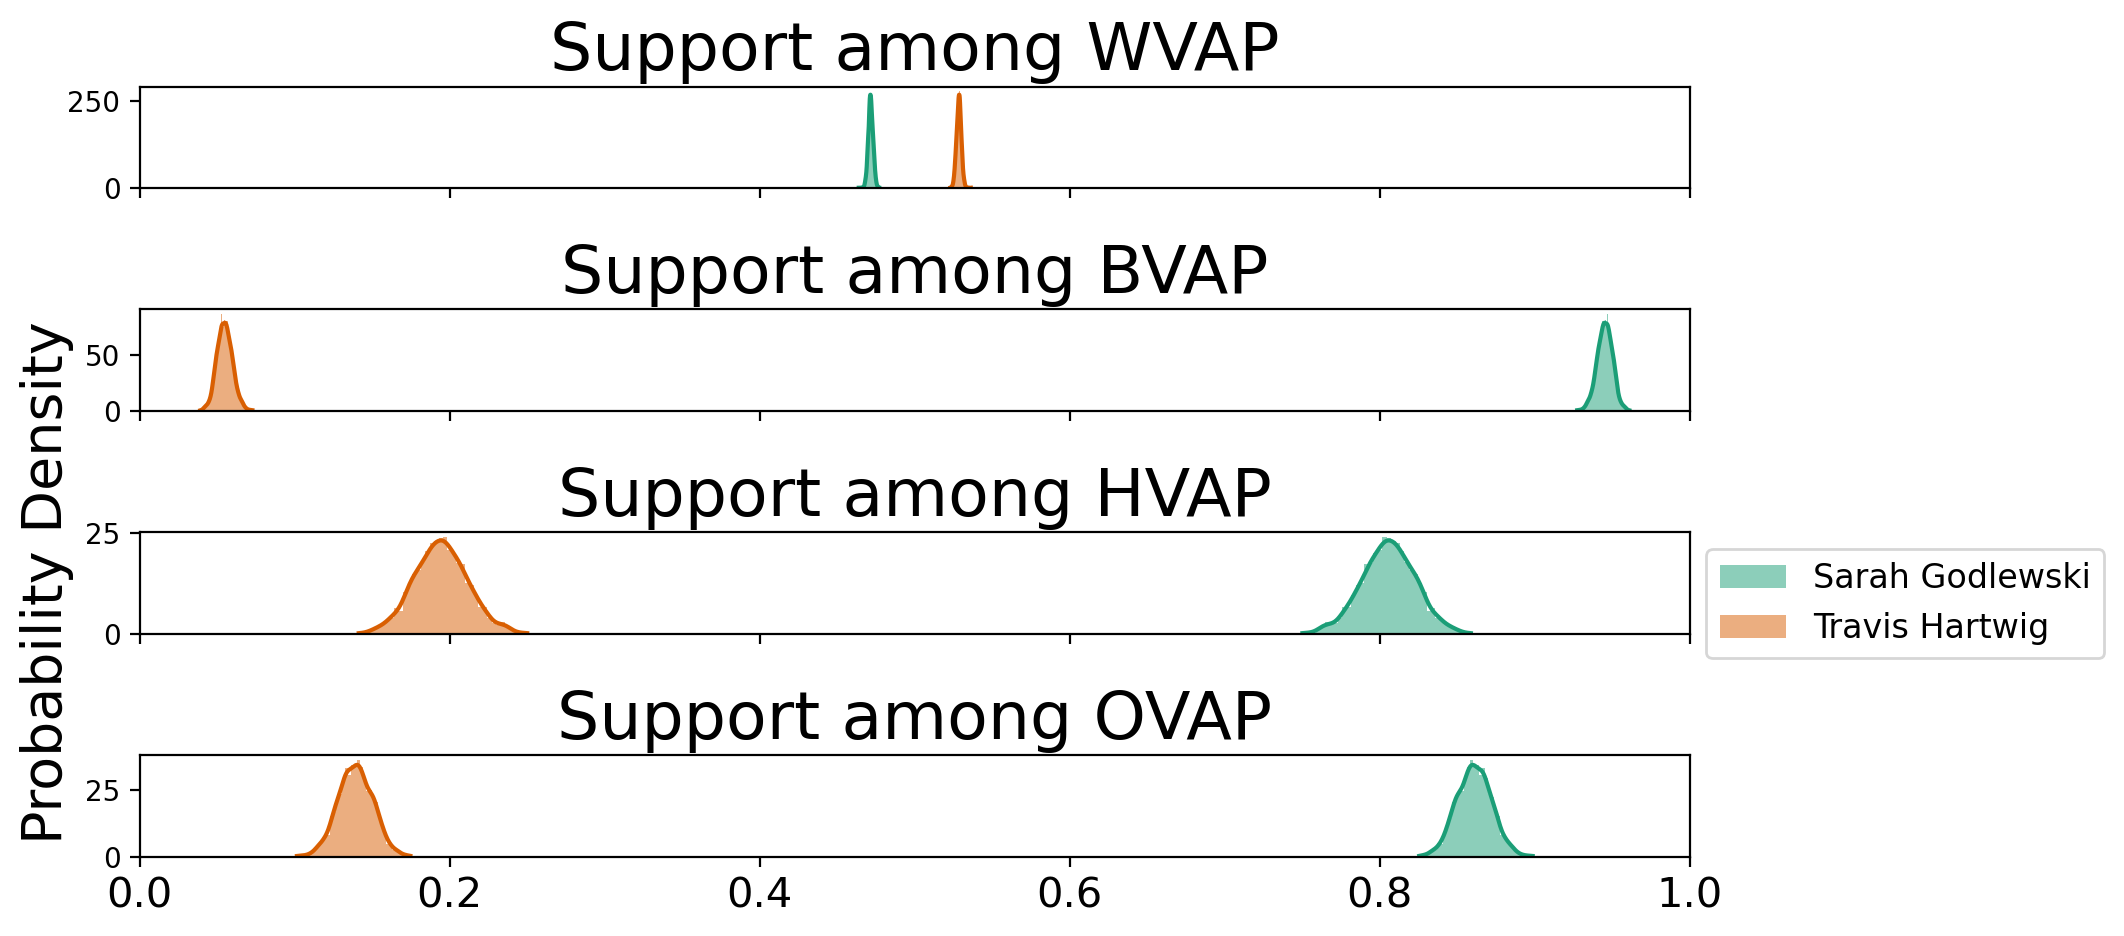 Support among WVAP
250
0
Support among BVAP
50
0
Support among HVAP
25
0
Support among OVAP
25
0
0.0 0.2 0.4 0.6 0.8 1.0
Probability Density
Sarah Godlewski
Travis Hartwig